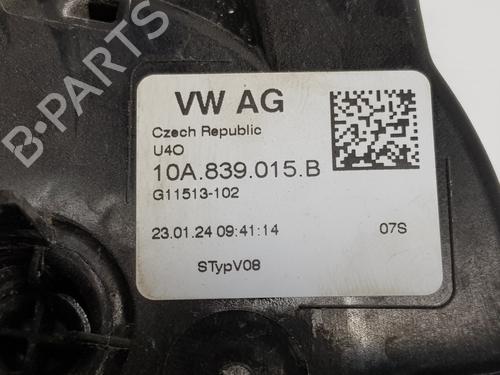 B-PARTS
VW AG
Czech Republic
U4O
10A.839.015.B
G11513-102
23.01.24 09:41:14 07S
STypV08